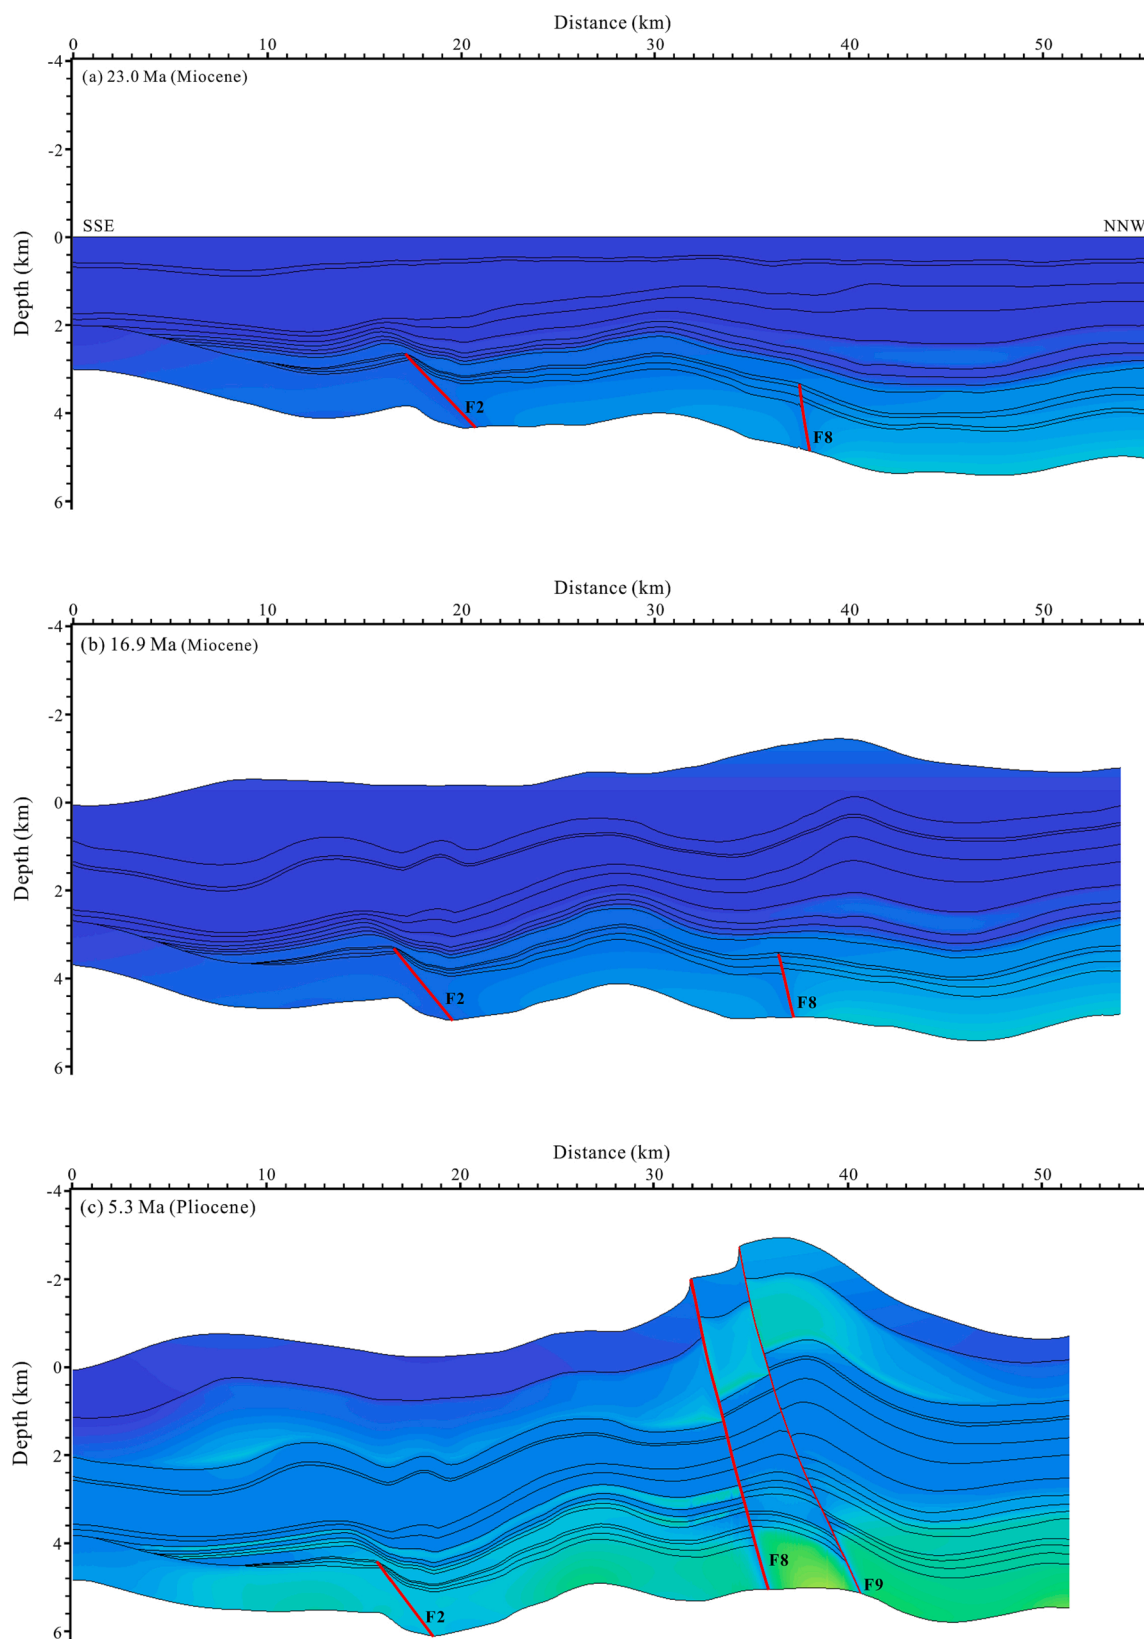 Distance (km)
0 10 20 30 40 50
-4
(a) 23.0 Ma (Miocene)
-2
Depth (km)
SSE NNW
0
2
F2
4
F8
6
Distance (km)
0 10 20 30 40 50
-4
(b) 16.9 Ma (Miocene)
-2
Depth (km)
0
2
4
F2 F8
6
Distance (km)
0 10 20 30 40 50
-4
(c) 5.3 Ma (Pliocene)
-2
Depth (km)
0
2
4
F8
F9
F2
6